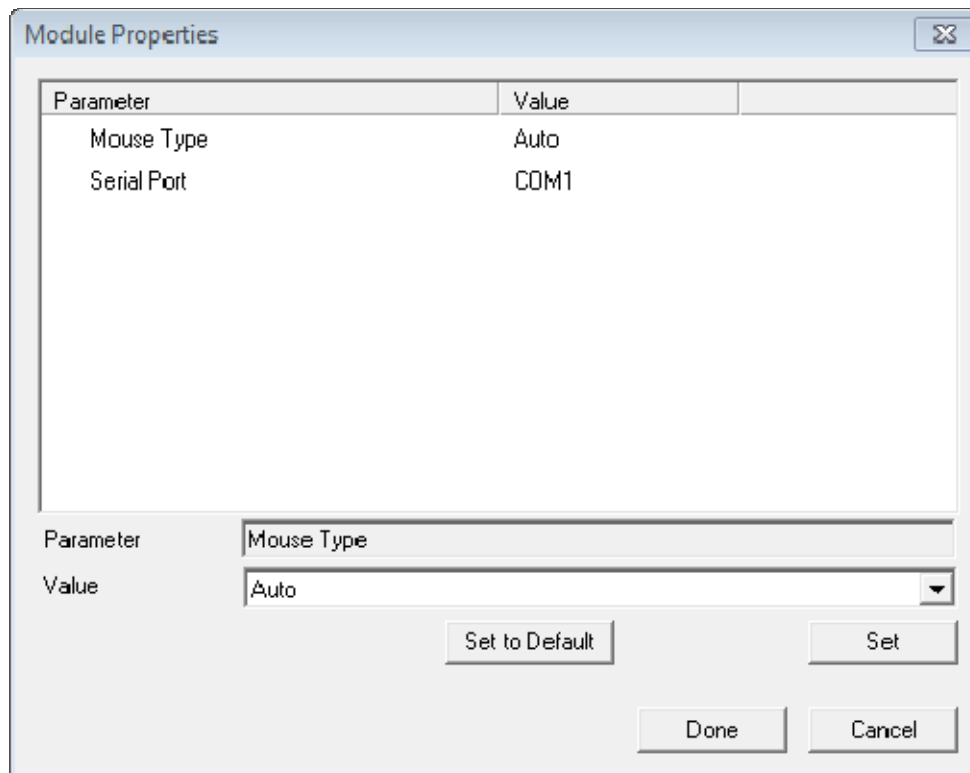 Module Properties
Parameter Value
Mouse Type Auto
Serial Port COM1
Parameter Mouse Type
Value Auto
Set to Default Set
Done Cancel